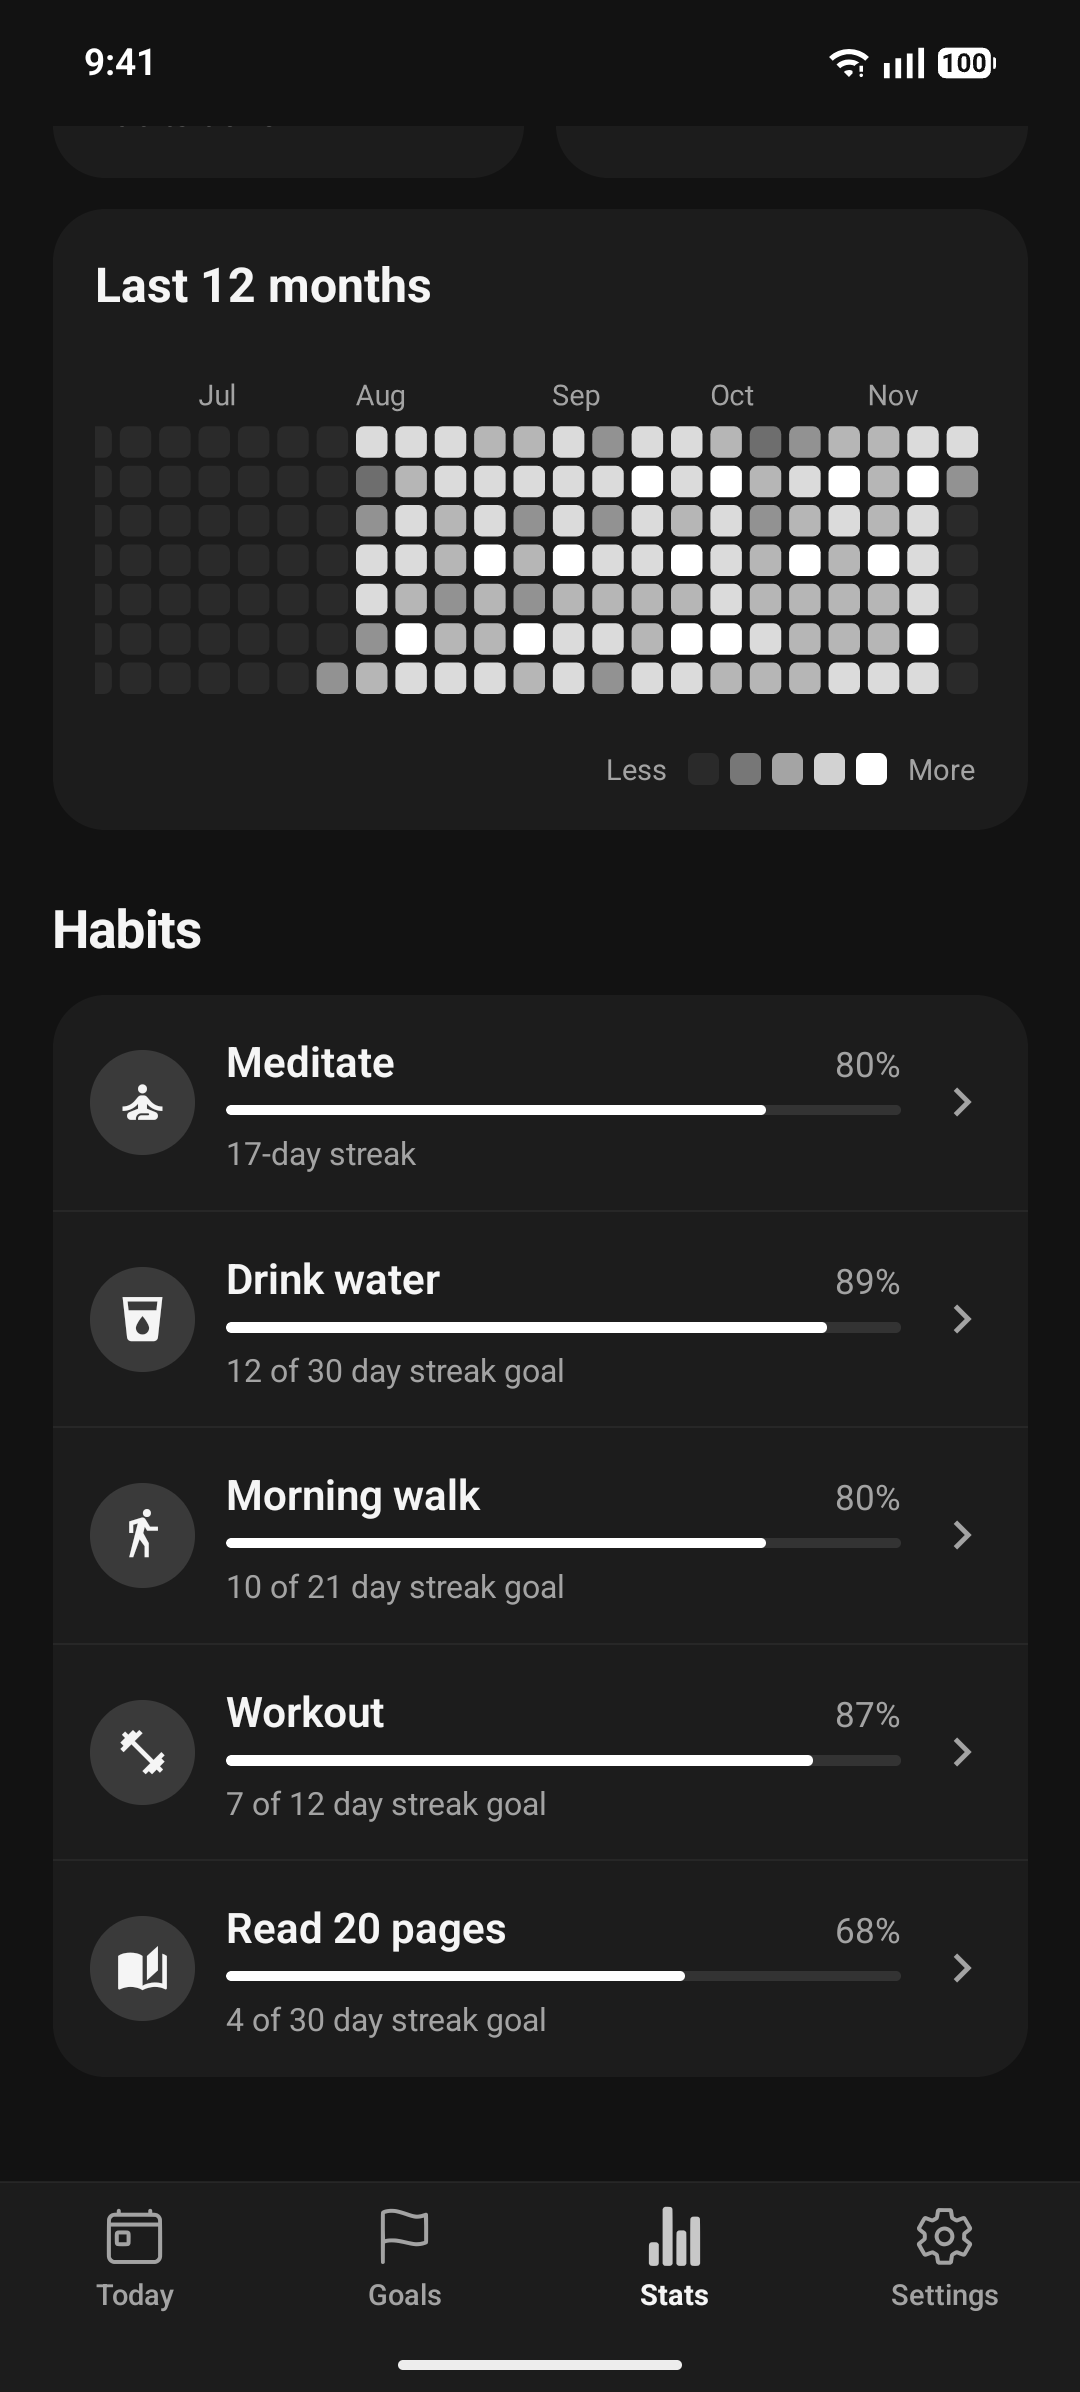 9:41
100
Last 12 months
Jul Aug Sep Oct Nov
Less More
Habits
Meditate 80%
17-day streak
Drink water 89%
12 of 30 day streak goal
Morning walk 80%
10 of 21 day streak goal
Workout 87%
7 of 12 day streak goal
Read 20 pages 68%
4 of 30 day streak goal
Today Goals Stats Settings